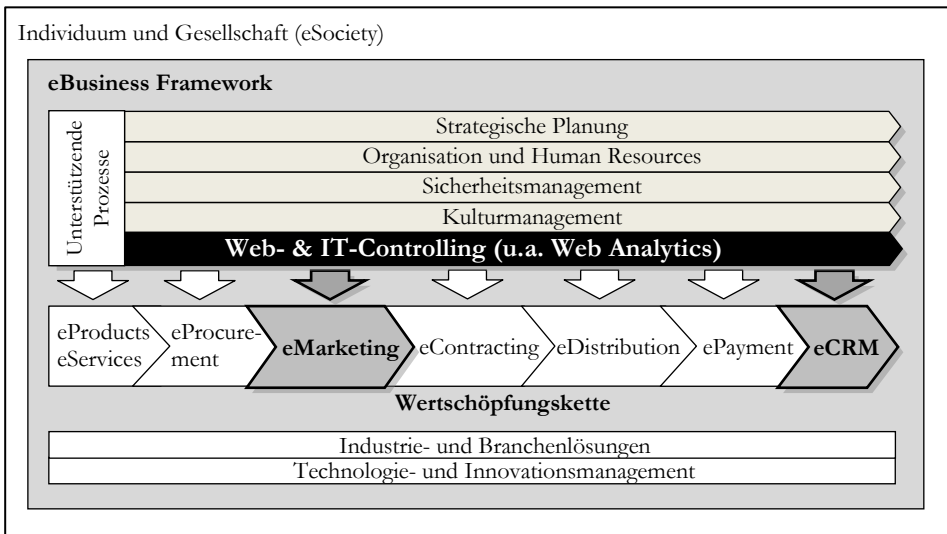 Individuum und Gesellschaft (eSociety)
eBusiness Framework
Unterstützende
Prozesse
Strategische Planung
Organisation und Human Resources
Sicherheitsmanagement
Kulturmanagement
Web- & IT-Controlling (u.a. Web Analytics)
eProducts
eServices
eProcure-
ment
eMarketing
eContracting
eDistribution
ePayment
eCRM
Wertschöpfungskette
Industrie- und Branchenlösungen
Technologie- und Innovationsmanagement